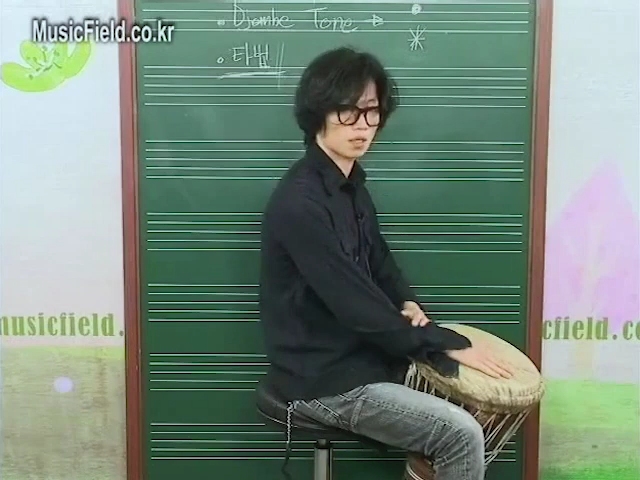 MusicField.co.kr
. Djembe Tone →
. 타법
musicfield.
cfield.co